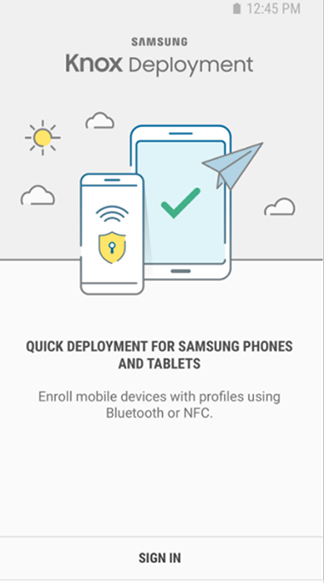 12:45 PM
SAMSUNG
Knox Deployment
QUICK DEPLOYMENT FOR SAMSUNG PHONES
AND TABLETS
Enroll mobile devices with profiles using
Bluetooth or NFC.
SIGN IN